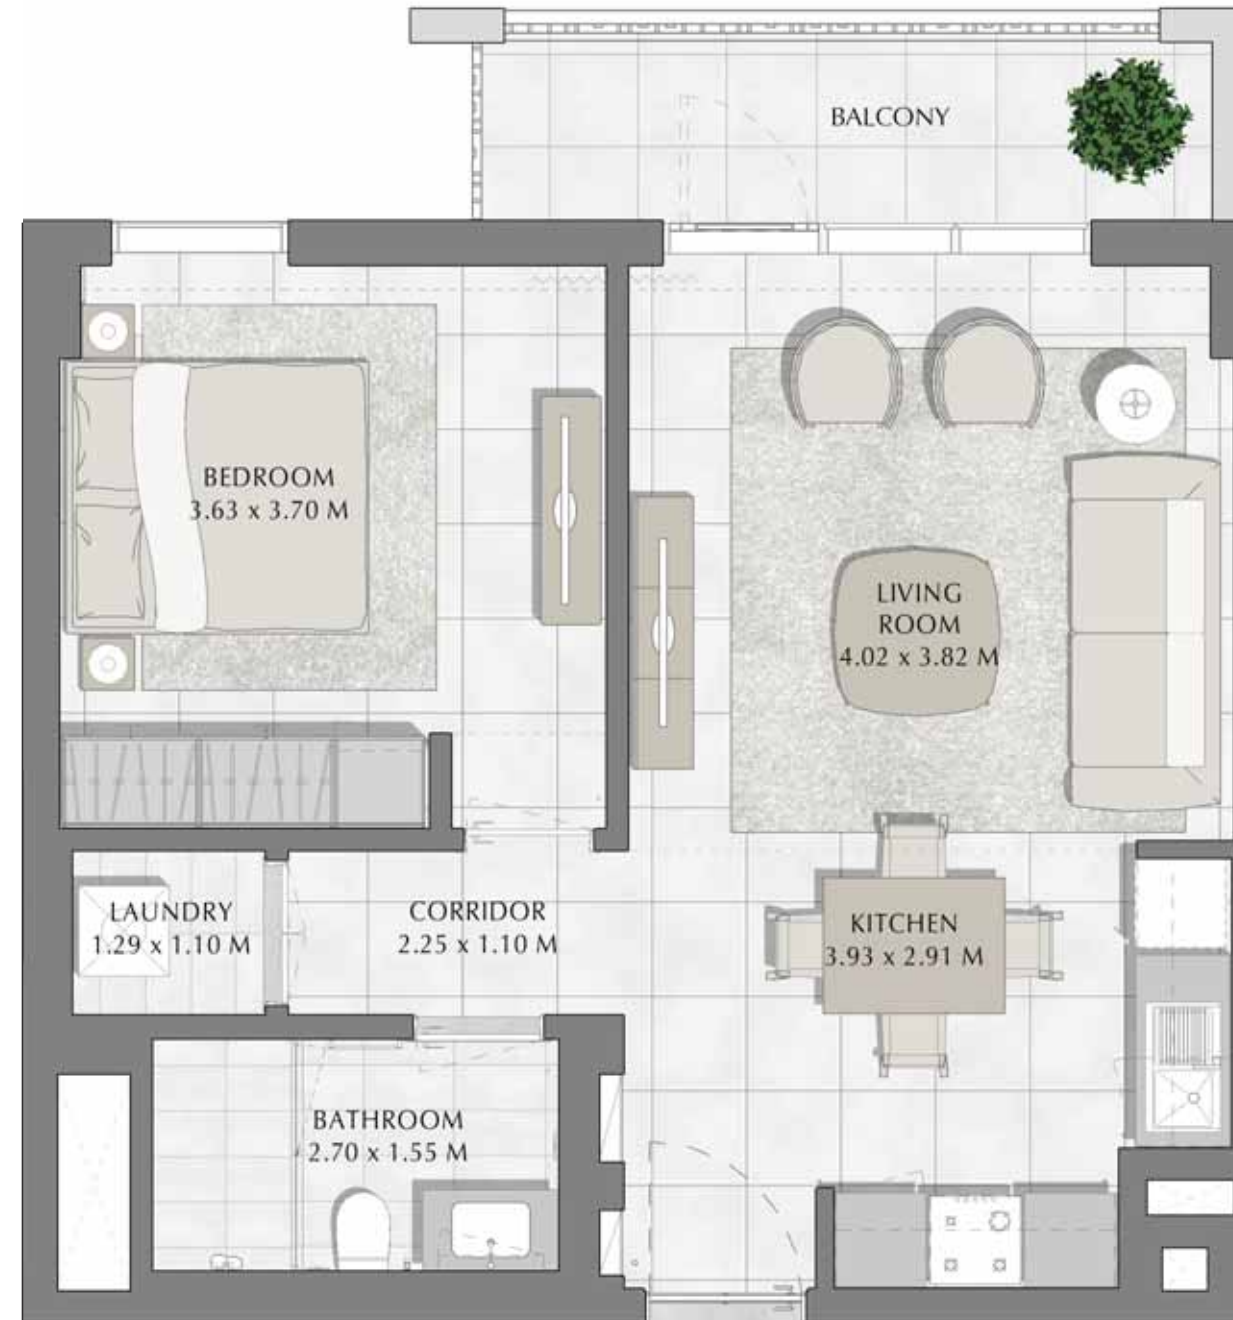 BALCONY
BEDROOM
3.63 x 3.70 M
LIVING
ROOM
4.02 x 3.82 M
LAUNDRY
1.29 x 1.10 M
CORRIDOR
2.25 x 1.10 M
KITCHEN
3.93 x 2.91 M
BATHROOM
2.70 x 1.55 M